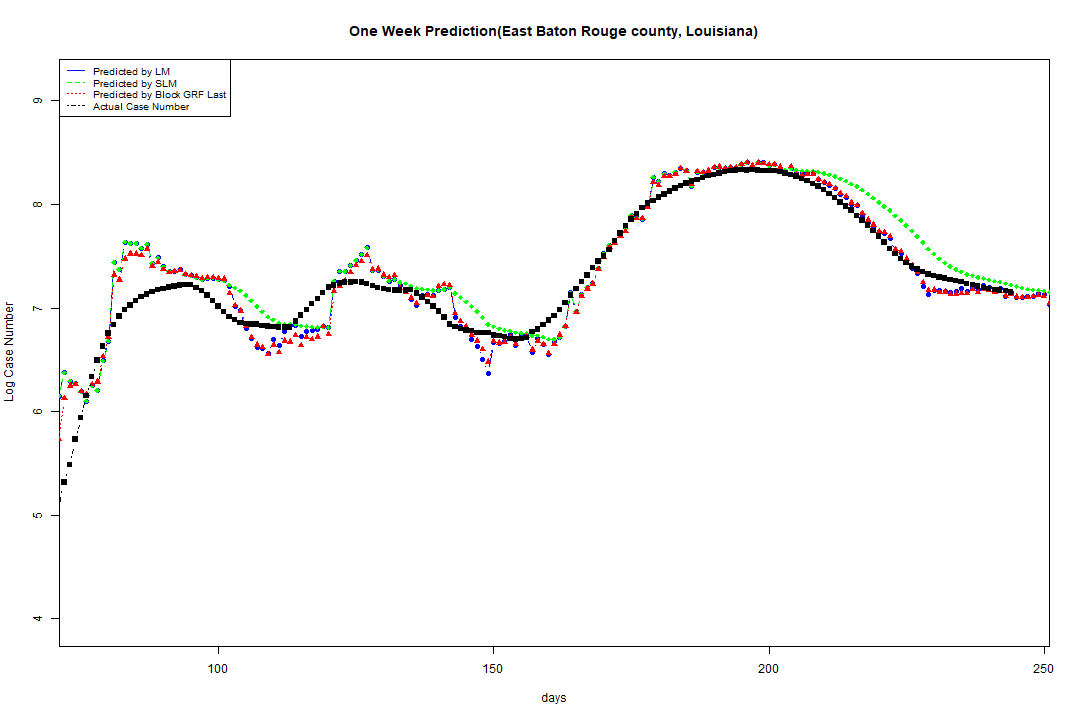 One Week Prediction(East Baton Rouge county, Louisiana)
Predicted by LM
Predicted by SLM
Predicted by Block GRF Last
Actual Case Number
9
8
7
6
5
4
Log Case Number
100
150
200
250
days